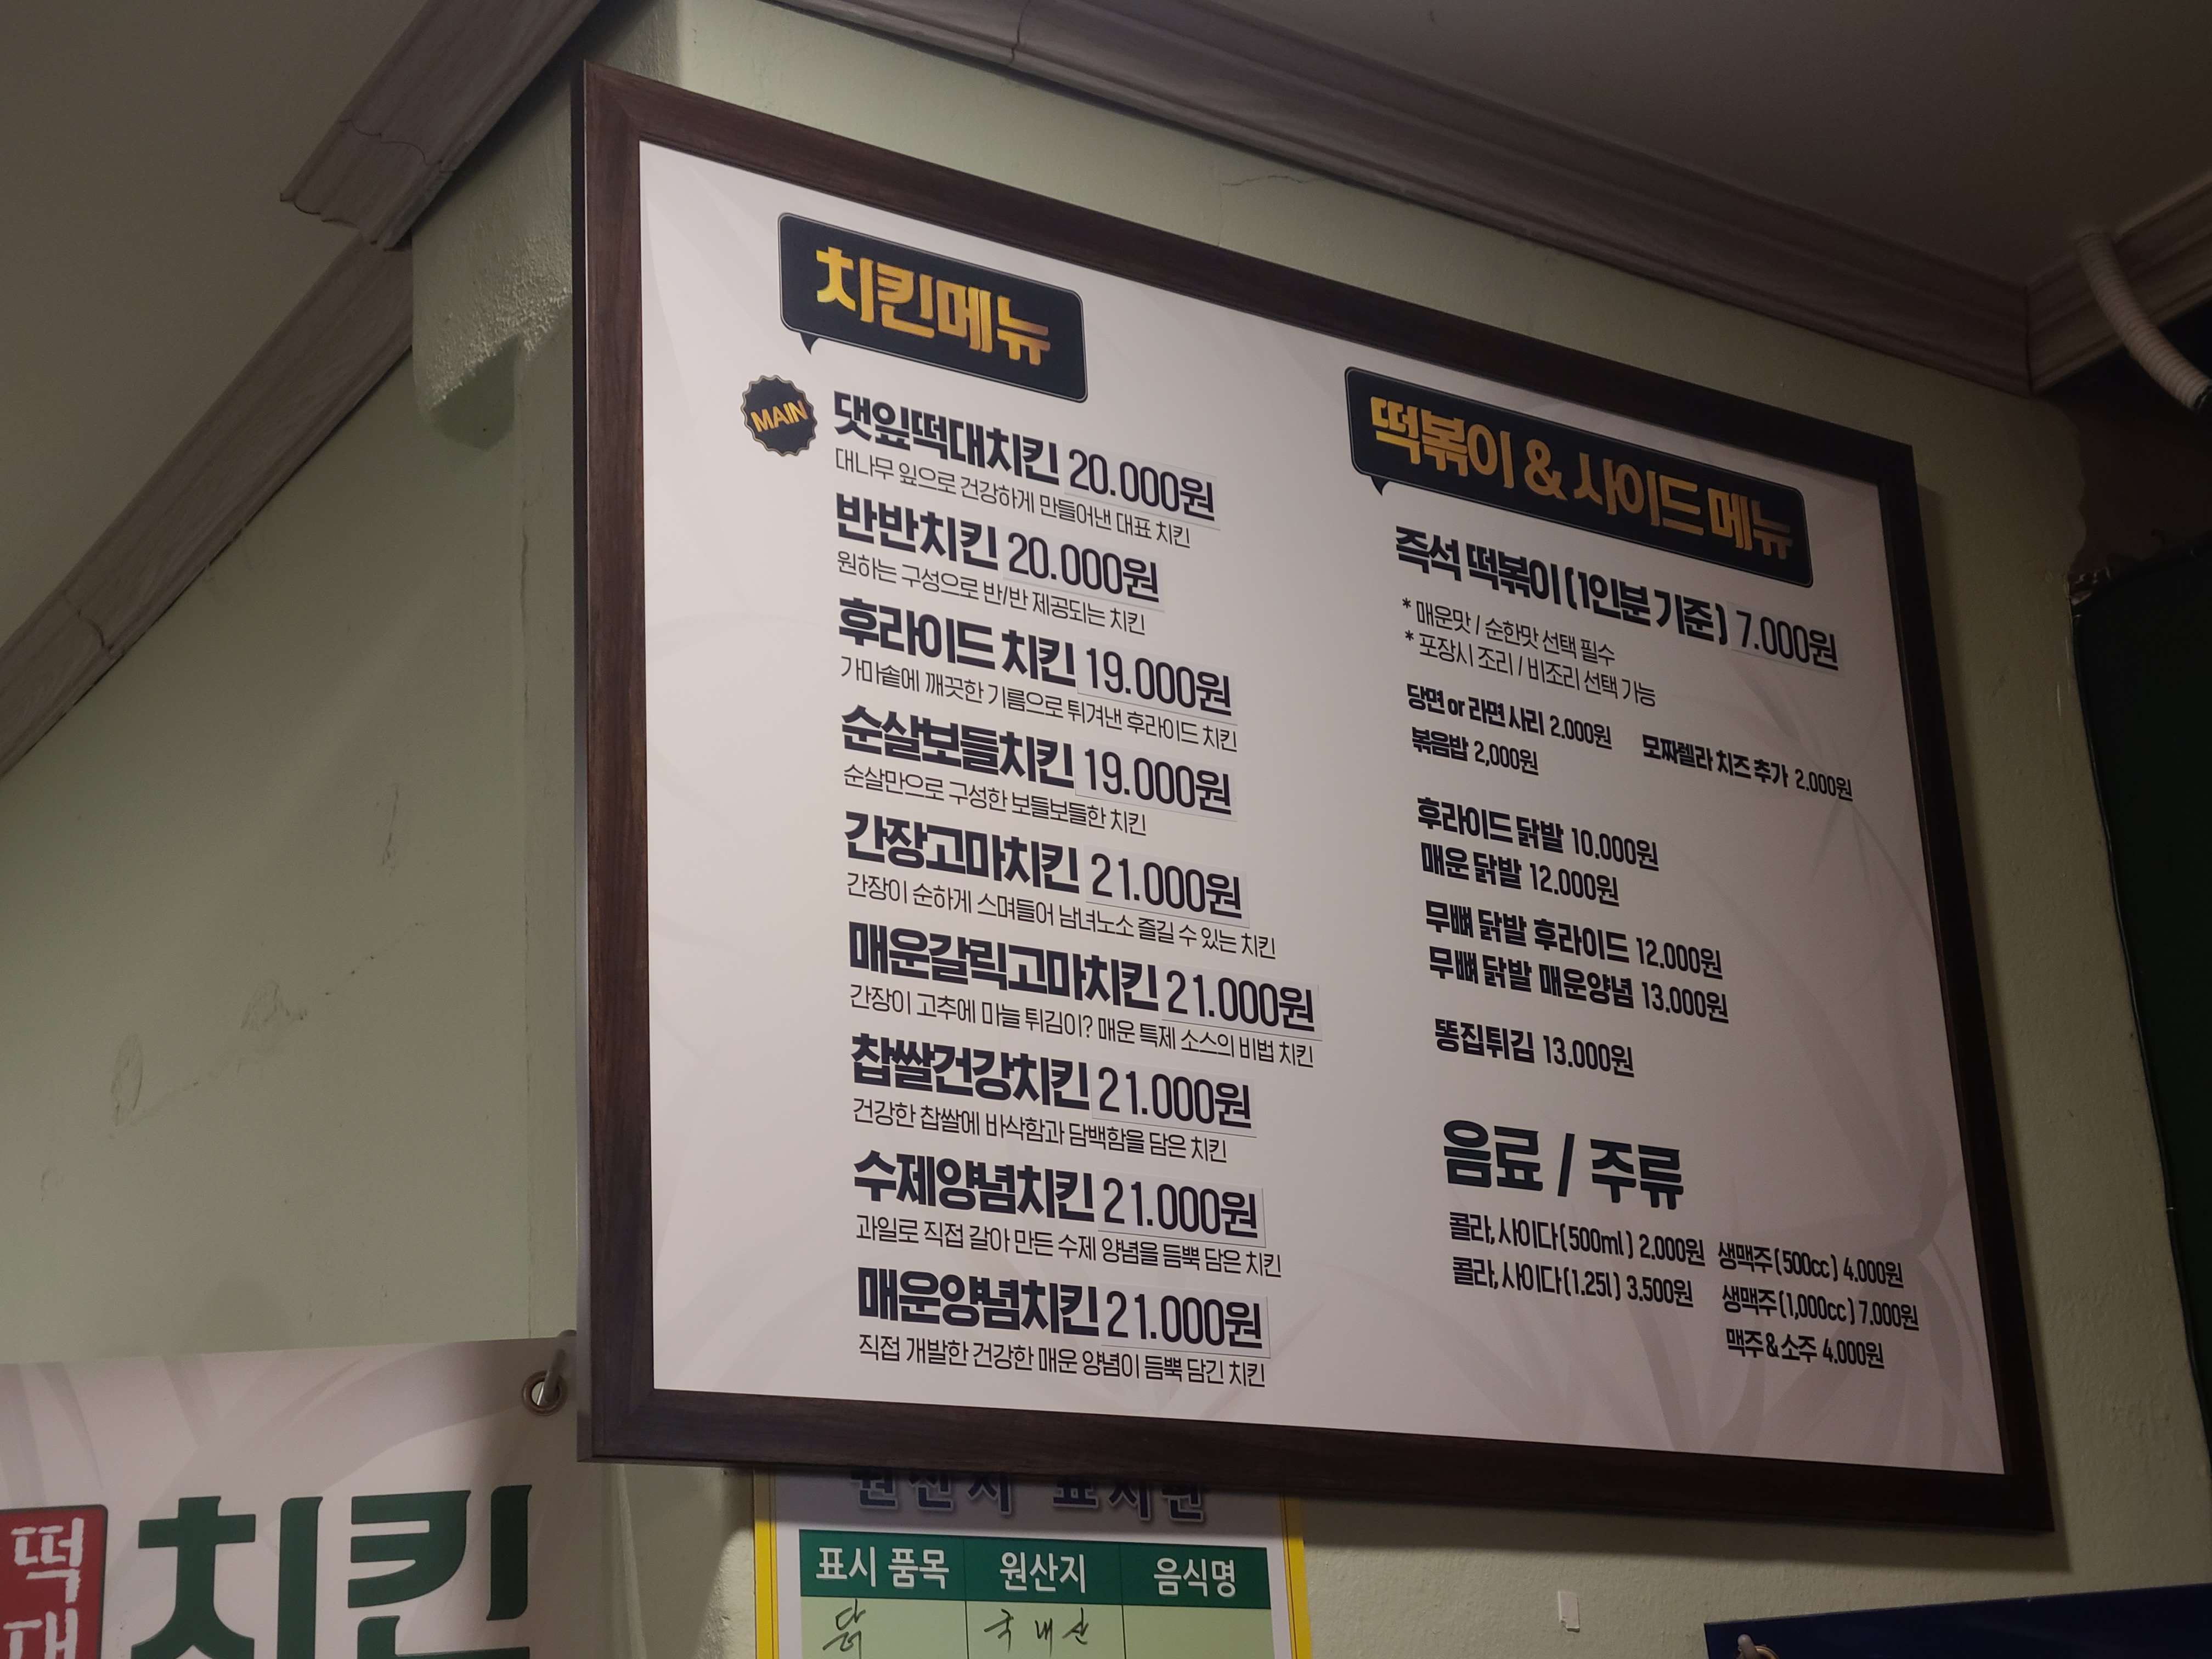 치킨메뉴
MAIN
댓잎떡대치킨 20.000원
대나무 잎으로 건강하게 만들어낸 대표 치킨
반반치킨 20.000원
원하는 구성으로 반/반 제공되는 치킨
후라이드 치킨 19.000원
가마솥에 깨끗한 기름으로 튀겨낸 후라이드 치킨
순살보들치킨 19.000원
순살만으로 구성한 보들보들한 치킨
간장고마치킨 21.000원
간장이 순하게 스며들어 남녀노소 즐길 수 있는 치킨
매운갈릭고마치킨 21.000원
간장이 고추에 마늘 튀김이? 매운 특제 소스의 비법 치킨
찹쌀건강치킨 21.000원
건강한 찹쌀에 바삭함과 담백함을 담은 치킨
수제양념치킨 21.000원
과일로 직접 갈아 만든 수제 양념을 듬뿍 담은 치킨
매운양념치킨 21.000원
직접 개발한 건강한 매운 양념이 듬뿍 담긴 치킨
떡볶이 & 사이드 메뉴
즉석 떡볶이 (1인분 기준) 7.000원
* 매운맛 / 순한맛 선택 필수
* 포장시 조리 / 비조리 선택 가능
당면 or 라면 사리 2.000원 모짜렐라 치즈 추가 2.000원
볶음밥 2,000원
후라이드 닭발 10.000원
매운 닭발 12.000원
무뼈 닭발 후라이드 12.000원
무뼈 닭발 매운양념 13.000원
똥집튀김 13.000원
음료 / 주류
콜라, 사이다 (500ml) 2.000원 생맥주 (500cc) 4.000원
콜라, 사이다 (1.25l) 3.500원 생맥주 (1,000cc) 7.000원
맥주 & 소주 4.000원
떡대
치킨
원산지 표시판
표시 품목 원산지 음식명
닭 국내산